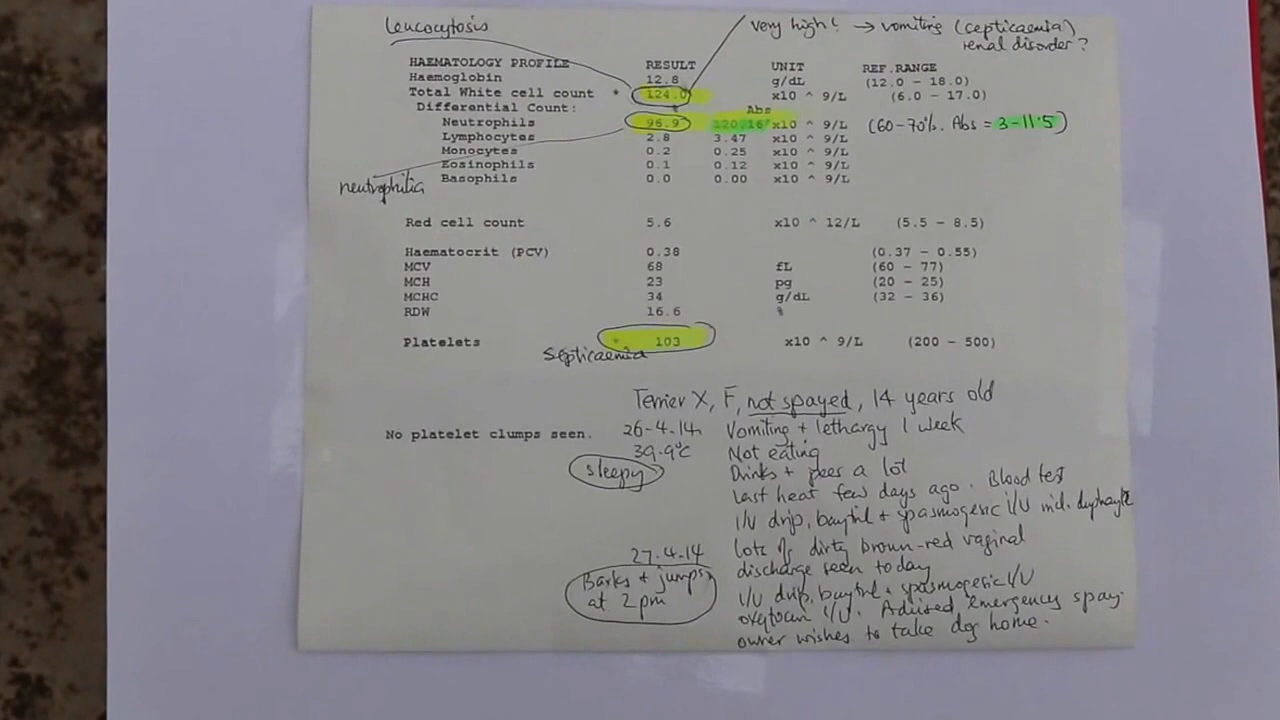 Leucocytosis
very high! → vomiting (septicaemia)
renal disorder?
HAEMATOLOGY PROFILE RESULT UNIT REF.RANGE
Haemoglobin 12.8 g/dL (12.0 - 18.0)
Total White cell count * 124.0 x10 ^ 9/L (6.0 - 17.0)
Differential Count: * Abs
Neutrophils 96.9 120.16 x10 ^ 9/L (60-70%. Abs = 3-11.5)
Lymphocytes 2.8 3.47 x10 ^ 9/L
Monocytes 0.2 0.25 x10 ^ 9/L
Eosinophils 0.1 0.12 x10 ^ 9/L
Basophils 0.0 0.00 x10 ^ 9/L
neutrophilia
Red cell count 5.6 x10 ^ 12/L (5.5 - 8.5)
Haematocrit (PCV) 0.38 (0.37 - 0.55)
MCV 68 fL (60 - 77)
MCH 23 pg (20 - 25)
MCHC 34 g/dL (32 - 36)
RDW 16.6 %
Platelets * 103 x10 ^ 9/L (200 - 500)
septicaemia
Terrier X, F, not spayed, 14 years old
No platelet clumps seen. 26-4-14 Vomiting + lethargy 1 week
39.9°C Not eating
sleepy Drinks + pees a lot
Last heat few days ago. Blood test
I/V drip, baytril + spasmogesic I/V incl. duphalyte
27.4.14 lots of dirty brown-red vaginal
discharge seen today
Barks + jumps I/V drip, baytril + spasmogesic I/V
at 2pm oxytocin I/V. Advised emergency spay.
owner wishes to take dog home.